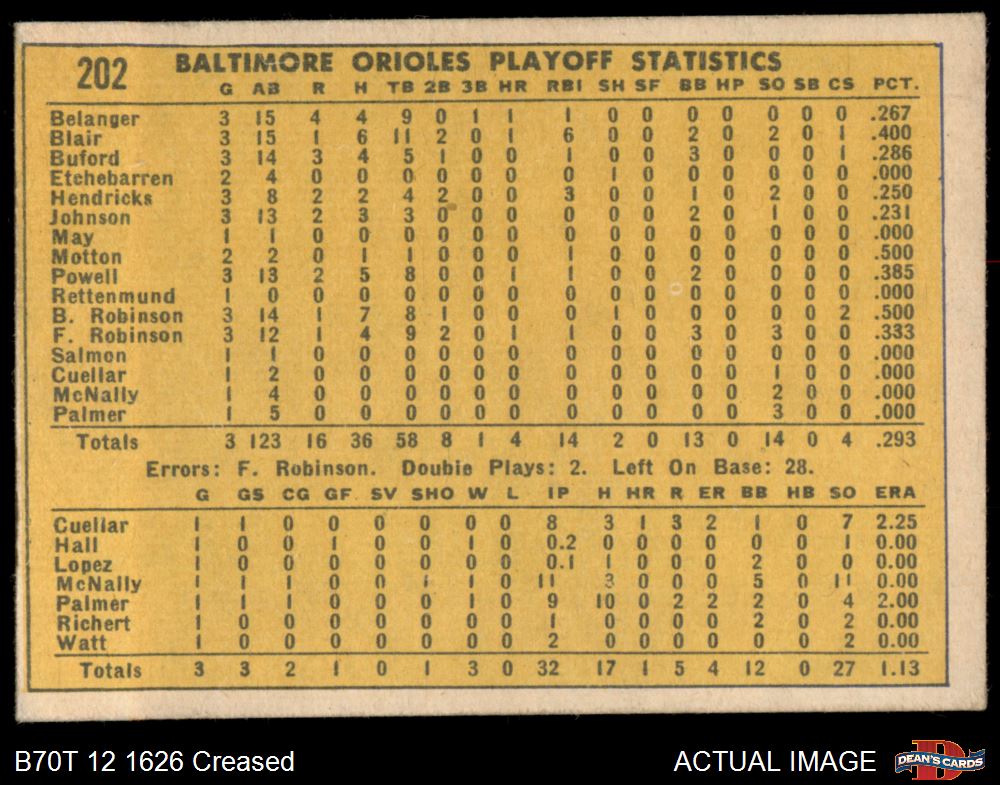 202 BALTIMORE ORIOLES PLAYOFF STATISTICS
G AB R H TB 2B 3B HR RBI SH SF BB HP SO SB CS PCT.
Belanger 3 15 4 4 9 0 1 1 1 0 0 0 0 0 0 0 .267
Blair 3 15 1 6 11 2 0 1 6 0 0 2 0 2 0 1 .400
Buford 3 14 3 4 5 1 0 0 1 0 0 3 0 0 0 1 .286
Etchebarren 2 4 0 0 0 0 0 0 0 1 0 0 0 0 0 0 .000
Hendricks 3 8 2 2 4 2 0 0 3 0 0 1 0 2 0 0 .250
Johnson 3 13 2 3 3 0 0 0 0 0 0 2 0 1 0 0 .231
May 1 1 0 0 0 0 0 0 0 0 0 0 0 0 0 0 .000
Motton 2 2 0 1 1 0 0 0 1 0 0 0 0 0 0 0 .500
Powell 3 13 2 5 8 0 0 1 1 0 0 2 0 0 0 0 .385
Rettenmund 1 0 0 0 0 0 0 0 0 0 0 0 0 0 0 0 .000
B. Robinson 3 14 1 7 8 1 0 0 0 1 0 0 0 0 0 2 .500
F. Robinson 3 12 1 4 9 2 0 1 1 0 0 3 0 3 0 0 .333
Salmon 1 1 0 0 0 0 0 0 0 0 0 0 0 0 0 0 .000
Cuellar 1 2 0 0 0 0 0 0 0 0 0 0 0 1 0 0 .000
McNally 1 4 0 0 0 0 0 0 0 0 0 0 0 2 0 0 .000
Palmer 1 5 0 0 0 0 0 0 0 0 0 0 0 3 0 0 .000
Totals 3 123 16 36 58 8 1 4 14 2 0 13 0 14 0 4 .293
Errors: F. Robinson. Double Plays: 2. Left On Base: 28.
G GS CG GF SV SHO W L IP H HR R ER BB HB SO ERA
Cuellar 1 1 0 0 0 0 0 0 8 3 1 3 2 1 0 7 2.25
Hall 1 0 0 1 0 0 1 0 0.2 0 0 0 0 0 0 1 0.00
Lopez 1 0 0 0 0 0 0 0 0.1 1 0 0 0 2 0 0 0.00
McNally 1 1 1 0 0 1 1 0 11 3 0 0 0 5 0 11 0.00
Palmer 1 1 1 0 0 0 1 0 9 10 0 2 2 2 0 4 2.00
Richert 1 0 0 0 0 0 0 0 1 0 0 0 0 2 0 2 0.00
Watt 1 0 0 0 0 0 0 0 2 0 0 0 0 0 0 2 0.00
Totals 3 3 2 1 0 1 3 0 32 17 1 5 4 12 0 27 1.13
B70T 12 1626 Creased ACTUAL IMAGE DEAN'S CARDS